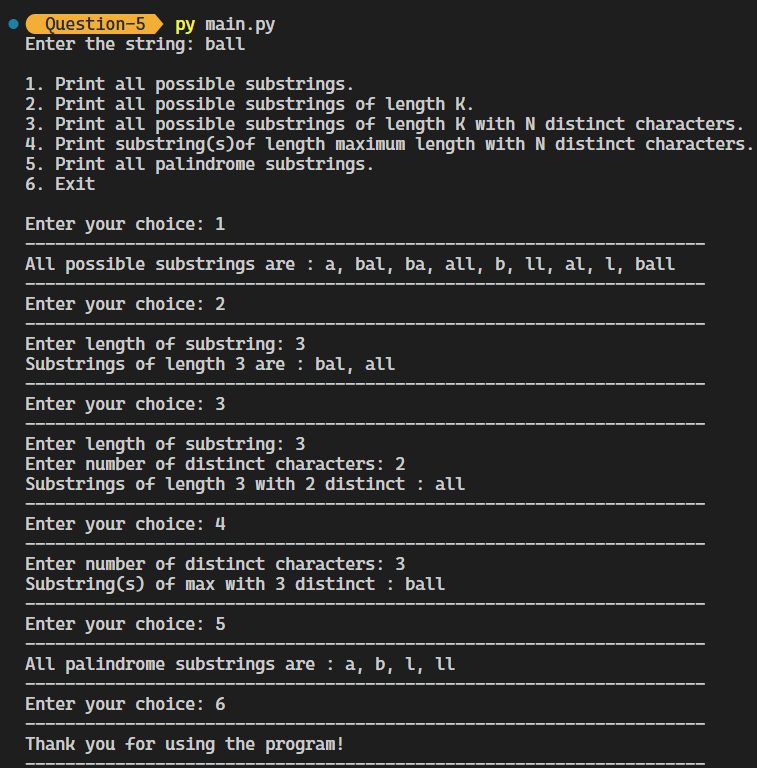 Question-5 py main.py
Enter the string: ball
1. Print all possible substrings.
2. Print all possible substrings of length K.
3. Print all possible substrings of length K with N distinct characters.
4. Print substring(s)of length maximum length with N distinct characters.
5. Print all palindrome substrings.
6. Exit
Enter your choice: 1
--------------------------------------------------------------------
All possible substrings are : a, bal, ba, all, b, ll, al, l, ball
--------------------------------------------------------------------
Enter your choice: 2
--------------------------------------------------------------------
Enter length of substring: 3
Substrings of length 3 are : bal, all
--------------------------------------------------------------------
Enter your choice: 3
--------------------------------------------------------------------
Enter length of substring: 3
Enter number of distinct characters: 2
Substrings of length 3 with 2 distinct : all
--------------------------------------------------------------------
Enter your choice: 4
--------------------------------------------------------------------
Enter number of distinct characters: 3
Substring(s) of max with 3 distinct : ball
--------------------------------------------------------------------
Enter your choice: 5
--------------------------------------------------------------------
All palindrome substrings are : a, b, l, ll
--------------------------------------------------------------------
Enter your choice: 6
--------------------------------------------------------------------
Thank you for using the program!
--------------------------------------------------------------------